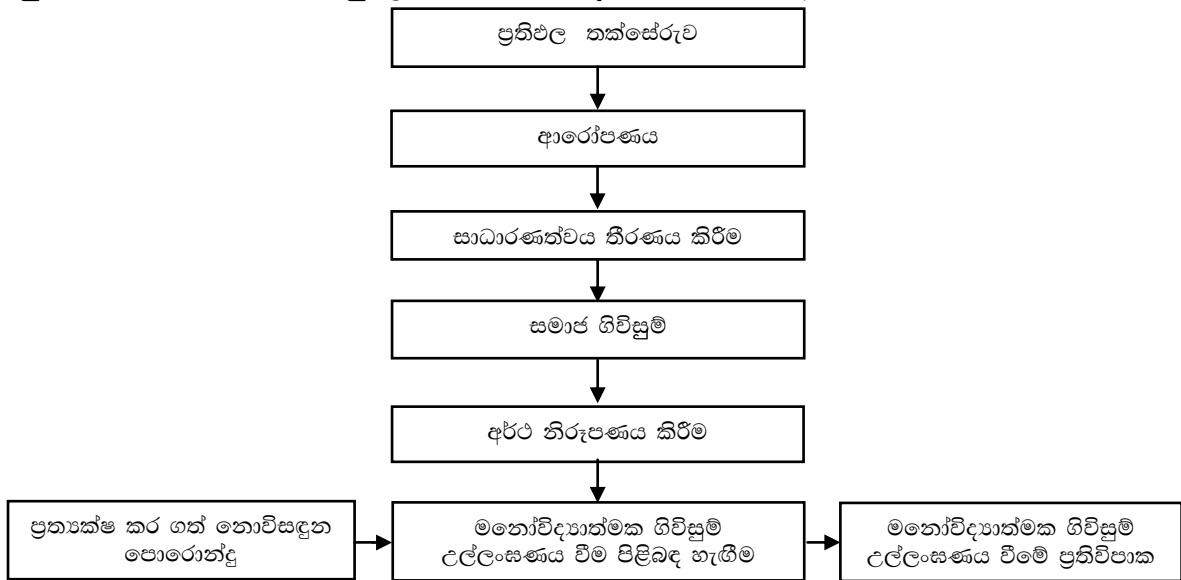 ප්‍රතිඵල තක්සේරුව
ආරෝපණය
සාධාරණත්වය තීරණය කිරීම
සමාජ ගිවිසුම්
අර්ථ නිරූපණය කිරීම
ප්‍රත්‍යක්ෂ කර ගත් නොවිසඳුන
පොරොන්දු
මනෝවිද්‍යාත්මක ගිවිසුම්
උල්ලංඝණය වීම පිළිබඳ හැඟීම
මනෝවිද්‍යාත්මක ගිවිසුම්
උල්ලංඝණය වීමේ ප්‍රතිවිපාක